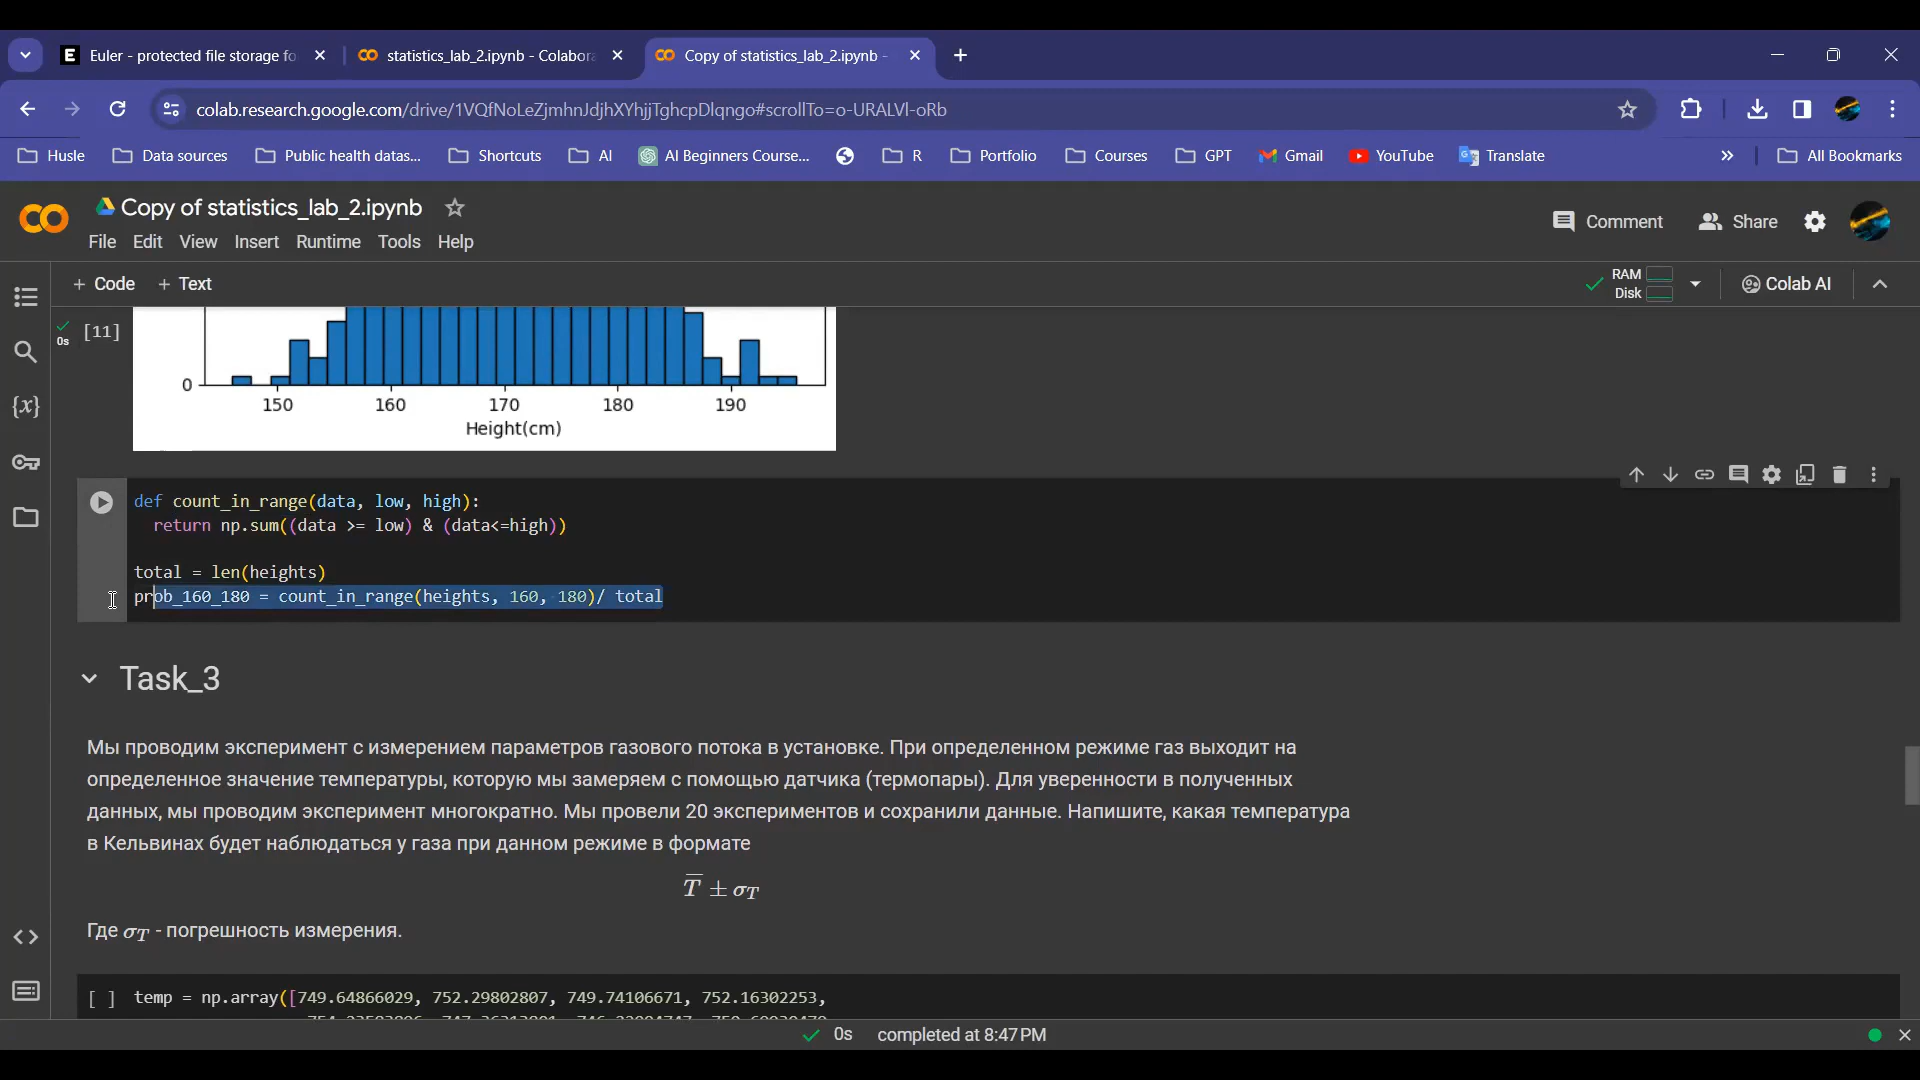 Euler - protected file storage fo
statistics_lab_2.ipynb - Colabora
Copy of statistics_lab_2.ipynb -
colab.research.google.com/drive/1VQfNoLeZjmhnJdjhXYhjjTghcpDlqngo#scrollTo=o-URALVl-oRb
Husle
Data sources
Public health datas...
Shortcuts
AI
AI Beginners Course...
R
Portfolio
Courses
GPT
Gmail
YouTube
Translate
All Bookmarks
Copy of statistics_lab_2.ipynb
Comment
Share
File Edit View Insert Runtime Tools Help
+ Code + Text
RAM
Disk
Colab AI
0s
[11]
0
150 160 170 180 190
Height(cm)
def count_in_range(data, low, high):
return np.sum((data >= low) & (data<=high))
total = len(heights)
prob_160_180 = count_in_range(heights, 160, 180)/ total
Task_3
Мы проводим эксперимент с измерением параметров газового потока в установке. При определенном режиме газ выходит на
определенное значение температуры, которую мы замеряем с помощью датчика (термопары). Для уверенности в полученных
данных, мы проводим эксперимент многократно. Мы провели 20 экспериментов и сохранили данные. Напишите, какая температура
в Кельвинах будет наблюдаться у газа при данном режиме в формате
T̅ ± σ_T
Где σ_T - погрешность измерения.
[ ] temp = np.array([749.64866029, 752.29802807, 749.74106671, 752.16302253,
0s completed at 8:47 PM